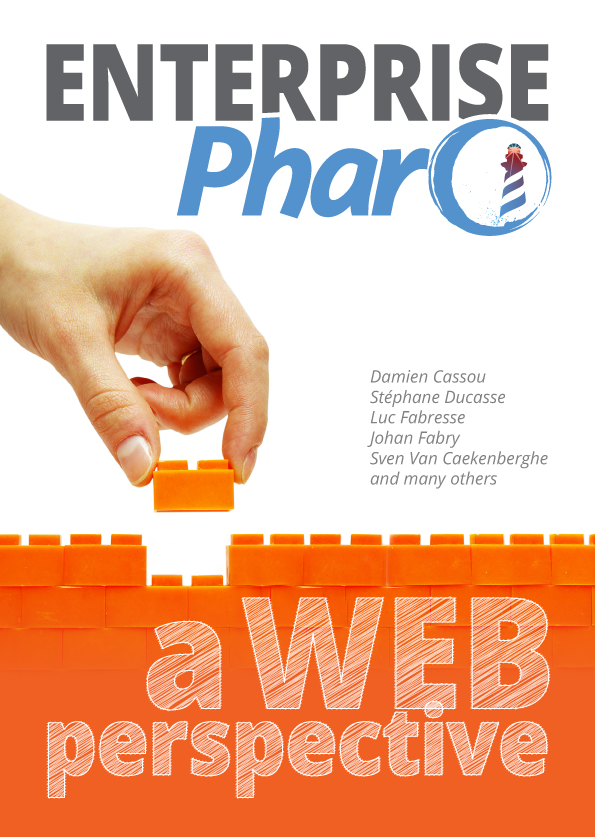 ENTERPRISE
Pharo
Damien Cassou
Stéphane Ducasse
Luc Fabresse
Johan Fabry
Sven Van Caekenberghe
and many others
a WEB
perspective